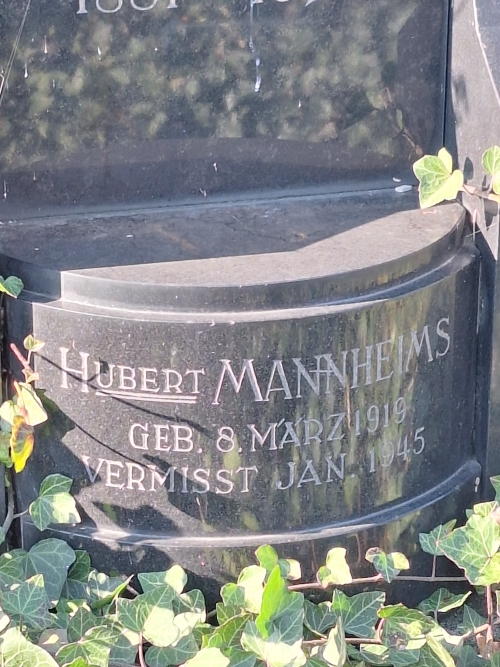 Hubert MANNHEIMS
GEB. 8. MÄRZ 1919
VERMISST JAN. 1945